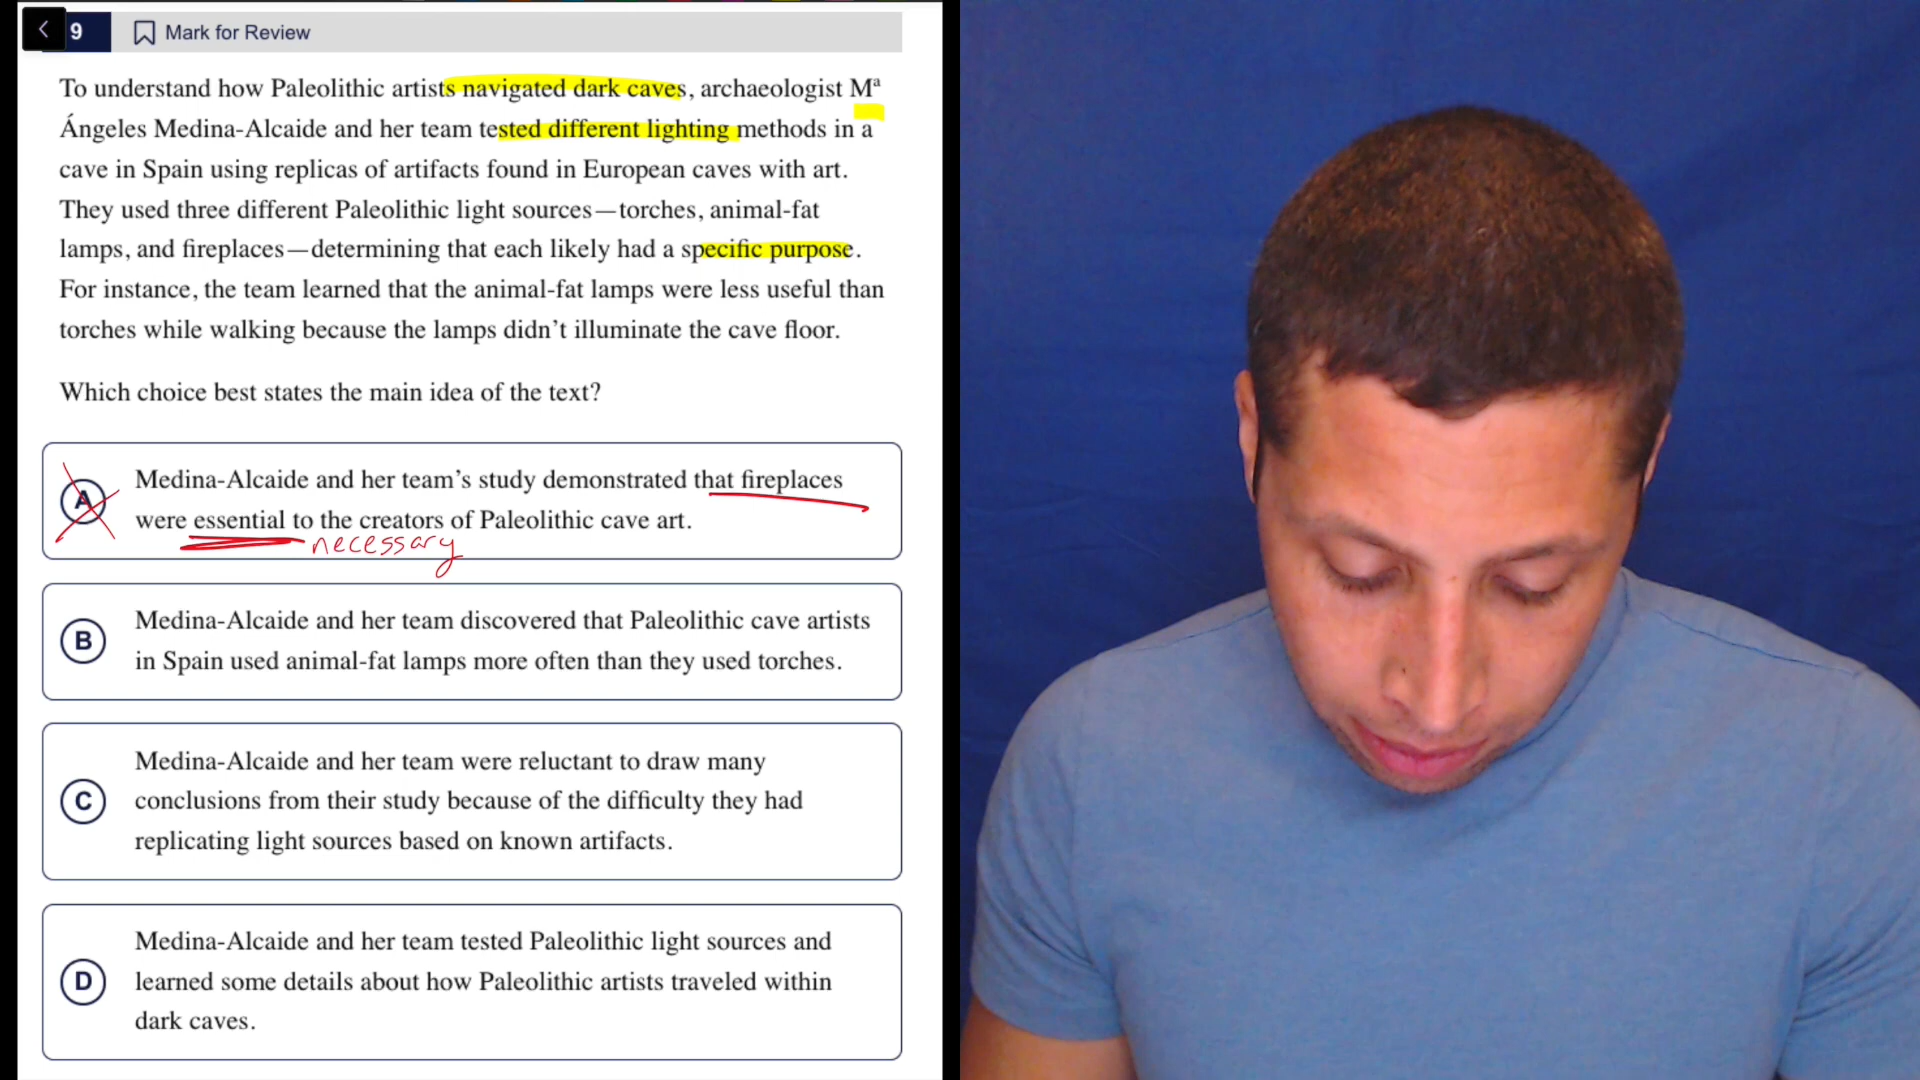 9 Mark for Review
To understand how Paleolithic artists navigated dark caves, archaeologist Mª
Ángeles Medina-Alcaide and her team tested different lighting methods in a
cave in Spain using replicas of artifacts found in European caves with art.
They used three different Paleolithic light sources—torches, animal-fat
lamps, and fireplaces—determining that each likely had a specific purpose.
For instance, the team learned that the animal-fat lamps were less useful than
torches while walking because the lamps didn’t illuminate the cave floor.
Which choice best states the main idea of the text?
A
Medina-Alcaide and her team’s study demonstrated that fireplaces
were essential to the creators of Paleolithic cave art.
necessary
B
Medina-Alcaide and her team discovered that Paleolithic cave artists
in Spain used animal-fat lamps more often than they used torches.
C
Medina-Alcaide and her team were reluctant to draw many
conclusions from their study because of the difficulty they had
replicating light sources based on known artifacts.
D
Medina-Alcaide and her team tested Paleolithic light sources and
learned some details about how Paleolithic artists traveled within
dark caves.